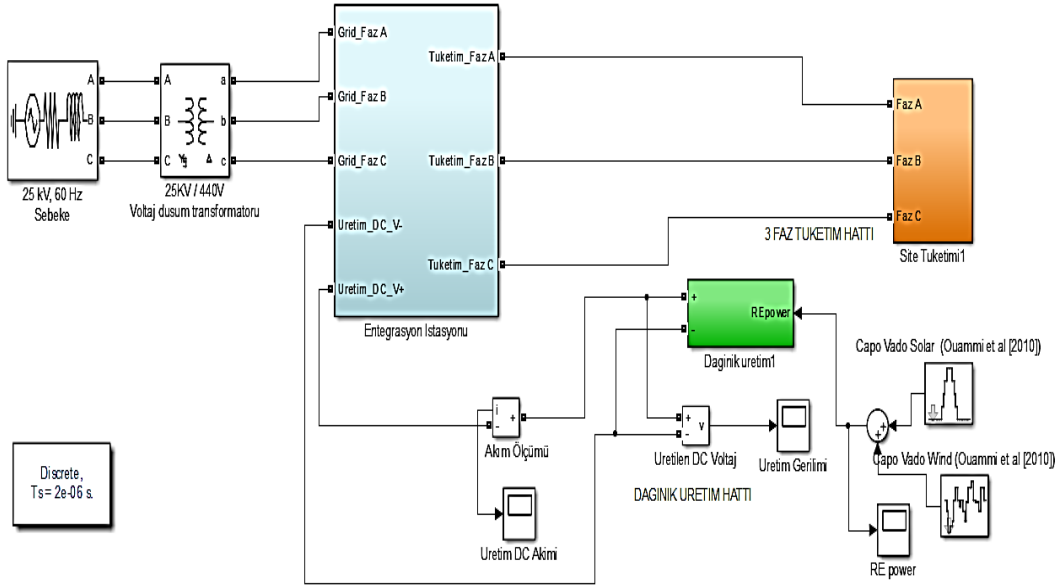 A
B
C
25 kV, 60 Hz
Sebeke
A
B
C
a
b
c
Yg
Δ
25KV / 440V
Voltaj dusum transformatoru
Grid_Faz A
Grid_Faz B
Grid_Faz C
Uretim_DC_V-
Uretim_DC_V+
Tuketim_Faz A
Tuketim_Faz B
Tuketim_Faz C
Entegrasyon Istasyonu
Faz A
Faz B
Faz C
3 FAZ TUKETIM HATTI
Site Tuketimi1
+
-
REpower
Daginik uretim1
Capo Vado Solar (Ouammi et al [2010])
i
-
+
Akım Ölçümü
+
-
v
Uretilen DC Voltaj
Uretim Gerilimi
+
+
Capo Vado Wind (Ouammi et al [2010])
Discrete,
Ts = 2e-06 s.
DAGINIK URETIM HATTI
Uretim DC Akimi
RE power